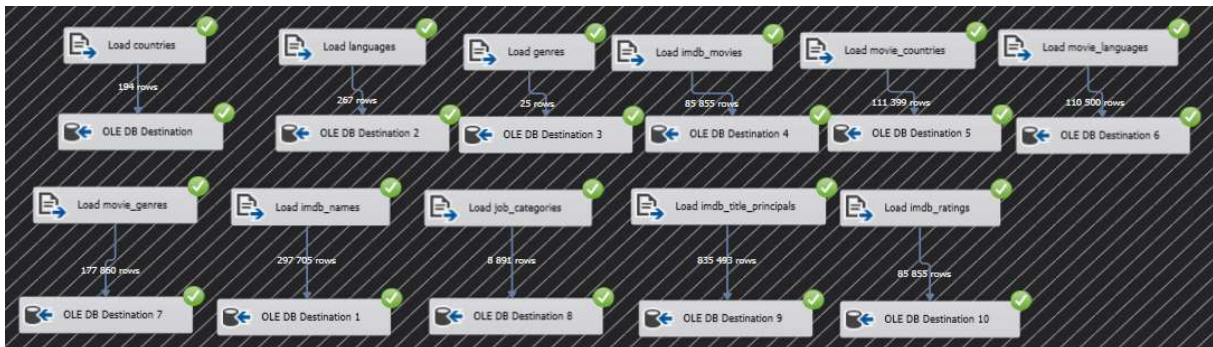 Load countries
Load languages
Load genres
Load imdb_movies
Load movie_countries
Load movie_languages
194 rows
267 rows
25 rows
85 855 rows
111 399 rows
110 500 rows
OLE DB Destination
OLE DB Destination 2
OLE DB Destination 3
OLE DB Destination 4
OLE DB Destination 5
OLE DB Destination 6
Load movie_genres
Load imdb_names
Load job_categories
Load imdb_title_principals
Load imdb_ratings
177 860 rows
297 705 rows
8 891 rows
835 493 rows
85 855 rows
OLE DB Destination 7
OLE DB Destination 1
OLE DB Destination 8
OLE DB Destination 9
OLE DB Destination 10